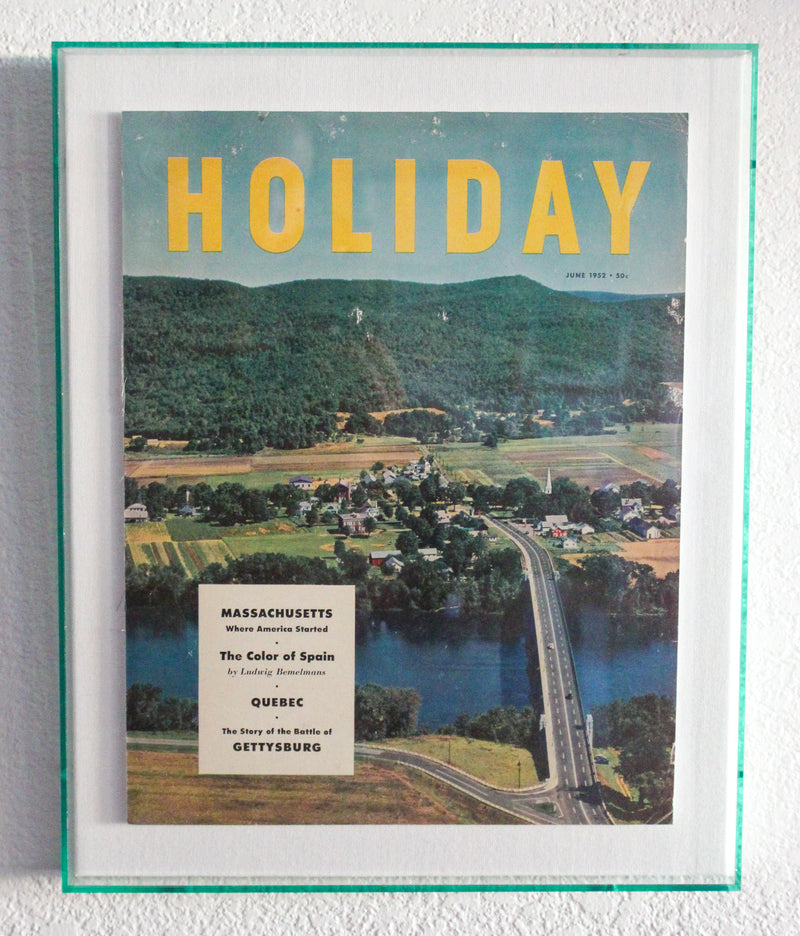 HOLIDAY
JUNE 1952 • 50c
MASSACHUSETTS
Where America Started
•
The Color of Spain
by Ludwig Bemelmans
•
QUEBEC
•
The Story of the Battle of
GETTYSBURG